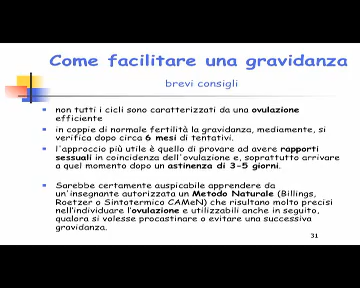 Come facilitare una gravidanza
brevi consigli
non tutti i cicli sono caratterizzati da una ovulazione
efficiente
in coppie di normale fertilità la gravidanza, mediamente, si
verifica dopo circa 6 mesi di tentativi.
l'approccio più utile è quello di provare ad avere rapporti
sessuali in coincidenza dell'ovulazione e, soprattutto arrivare
a quel momento dopo un astinenza di 3-5 giorni.
Sarebbe certamente auspicabile apprendere da
un'insegnante autorizzata un Metodo Naturale (Billings,
Roetzer o Sintotermico CAMeN) che risultano molto precisi
nell'individuare l'ovulazione e utilizzabili anche in seguito,
qualora si volesse procastinare o evitare una successiva
gravidanza.
31